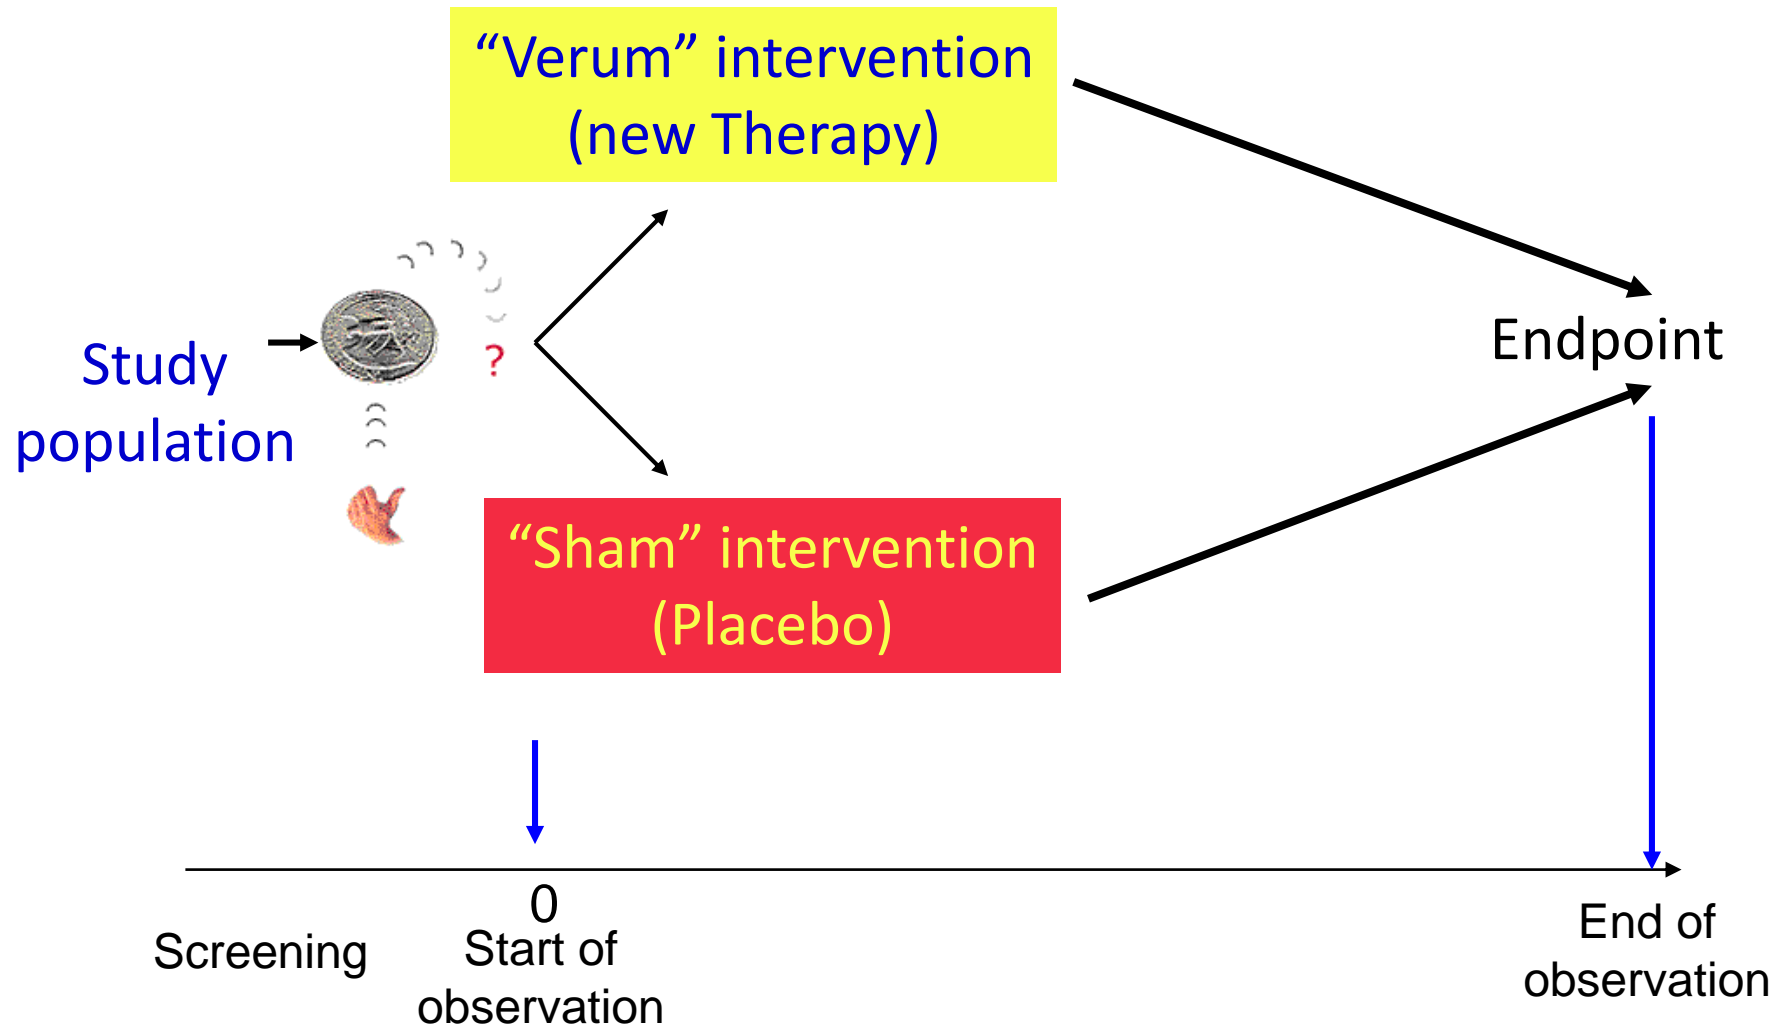 “Verum” intervention
(new Therapy)
?
Study
population
Endpoint
“Sham” intervention
(Placebo)
0
Screening
Start of
observation
End of
observation